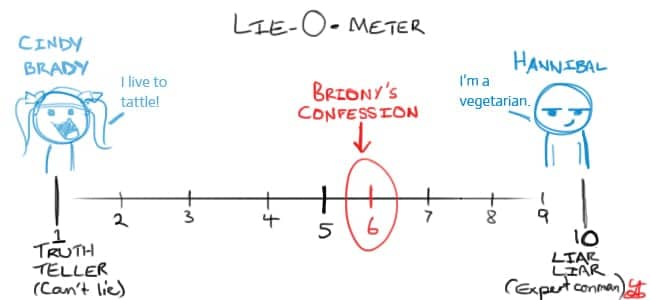 LIE-O-METER
CINDY
BRADY
I live to
tattle!
BRIONY'S
CONFESSION
HANNIBAL
I'm a
vegetarian.
1 2 3 4 5 6 7 8 9 10
TRUTH
TELLER
(Can't lie)
LIAR
LIAR
(Expert conman)